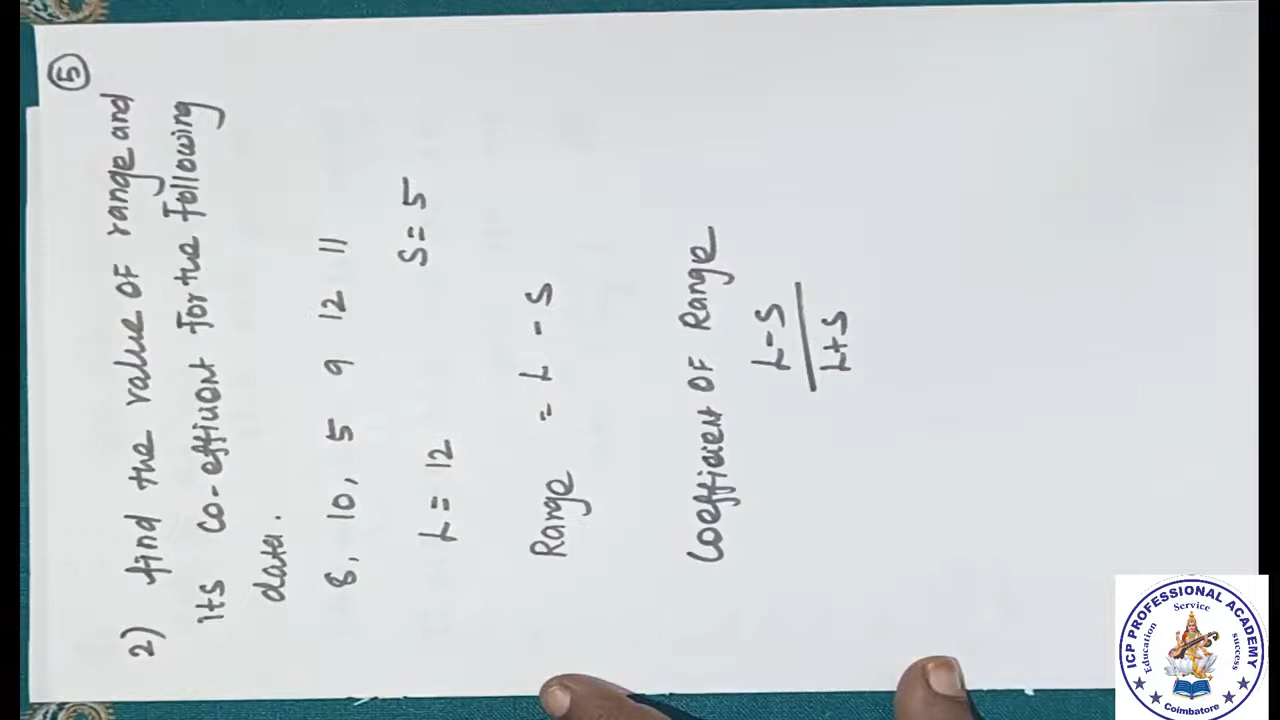 5
2) find the value of range and
its co-efficient for the following
data.
8, 10, 5 9 12 11
L = 12 S = 5
Range = L - S
Coefficient of Range
L-S
L+S
ICP PROFESSIONAL ACADEMY
Service
Education
success
Coimbatore